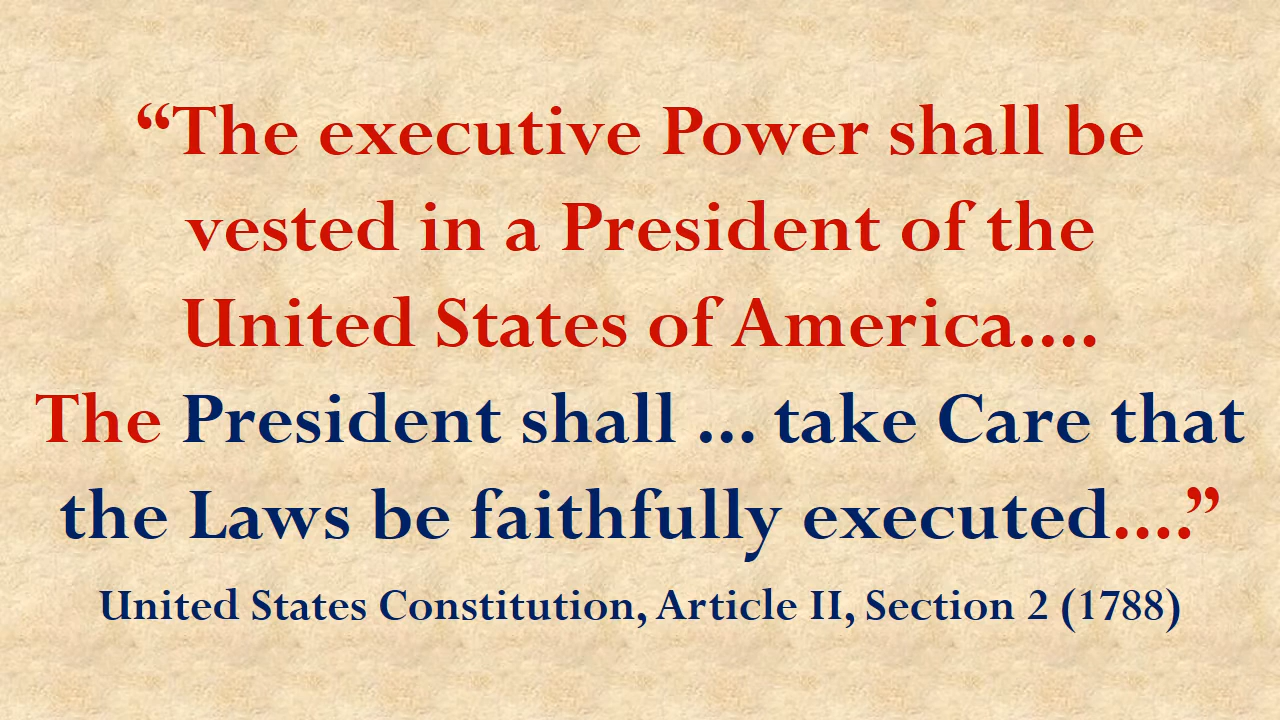 “The executive Power shall be
vested in a President of the
United States of America....
The President shall ... take Care that
the Laws be faithfully executed....”
United States Constitution, Article II, Section 2 (1788)